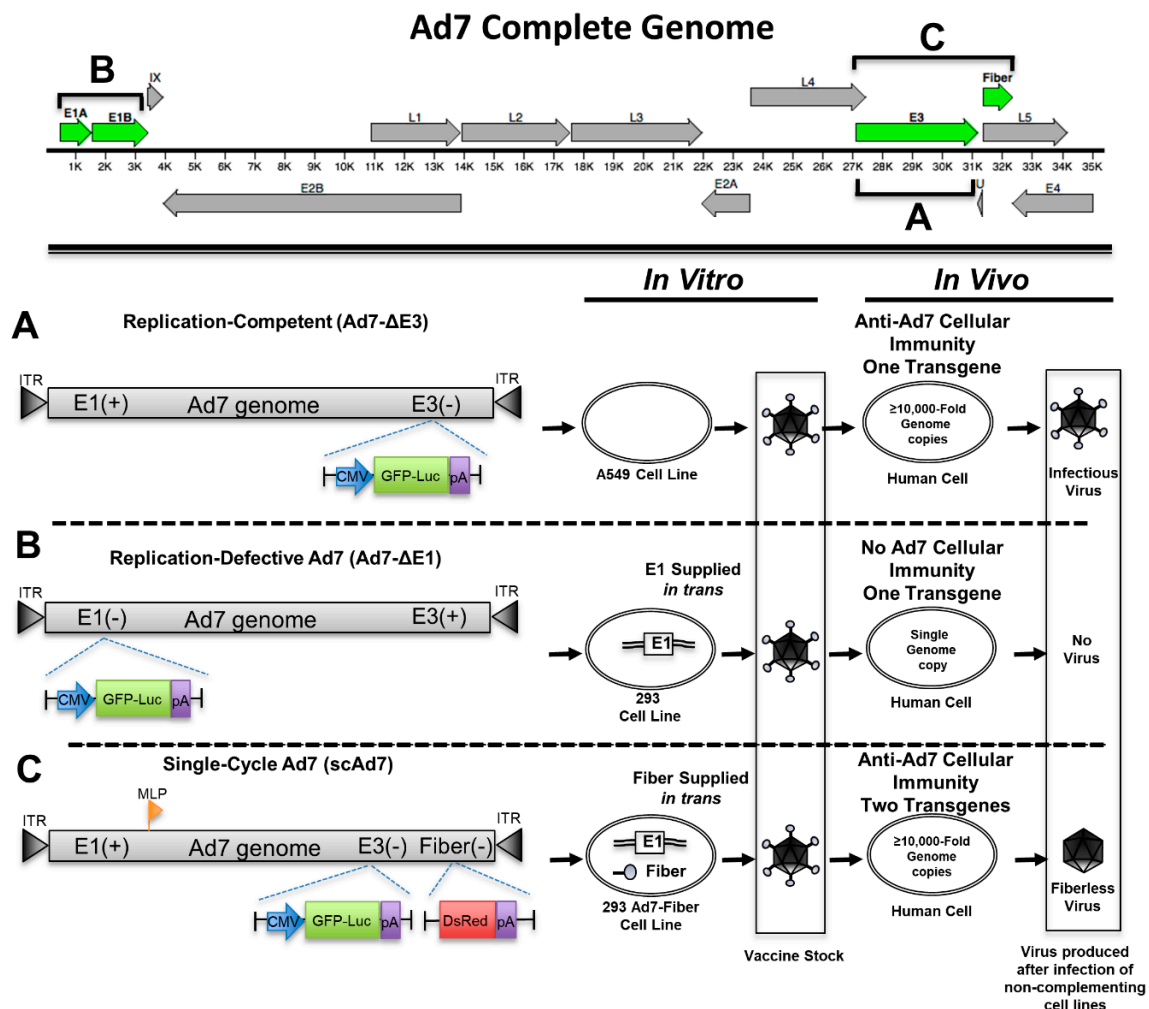 Ad7 Complete Genome
B
C
IX
L4
Fiber
E1A
E1B
L1
L2
L3
E3
L5
1K 2K 3K 4K 5K 6K 7K 8K 9K 10K 11K 12K 13K 14K 15K 16K 17K 18K 19K 20K 21K 22K 23K 24K 25K 26K 27K 28K 29K 30K 31K 32K 33K 34K 35K
E2B
E2A
U
E4
A
In Vitro
In Vivo
A
Replication-Competent (Ad7-ΔE3)
ITR
ITR
E1(+) Ad7 genome E3(-)
CMV GFP-Luc pA
A549 Cell Line
Anti-Ad7 Cellular
Immunity
One Transgene
≥10,000-Fold
Genome
copies
Human Cell
Infectious
Virus
B
Replication-Defective Ad7 (Ad7-ΔE1)
ITR
ITR
E1(-) Ad7 genome E3(+)
CMV GFP-Luc pA
E1 Supplied
in trans
E1
293
Cell Line
No Ad7 Cellular
Immunity
One Transgene
Single
Genome
copy
Human Cell
No
Virus
C
Single-Cycle Ad7 (scAd7)
MLP
ITR
ITR
E1(+) Ad7 genome E3(-) Fiber(-)
CMV GFP-Luc pA
DsRed pA
Fiber Supplied
in trans
E1
Fiber
293 Ad7-Fiber
Cell Line
Anti-Ad7 Cellular
Immunity
Two Transgenes
≥10,000-Fold
Genome
copies
Human Cell
Fiberless
Virus
Vaccine Stock
Virus produced
after infection of
non-complementing
cell lines